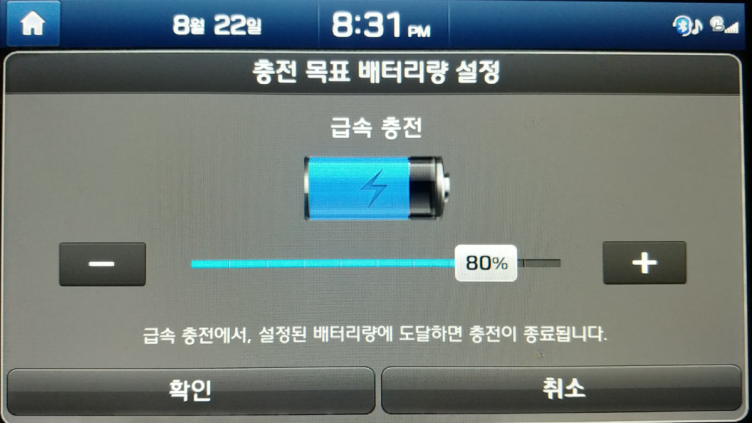 8월 22일 8:31 PM
충전 목표 배터리량 설정
급속 충전
− 80% +
급속 충전에서, 설정된 배터리량에 도달하면 충전이 종료됩니다.
확인 취소